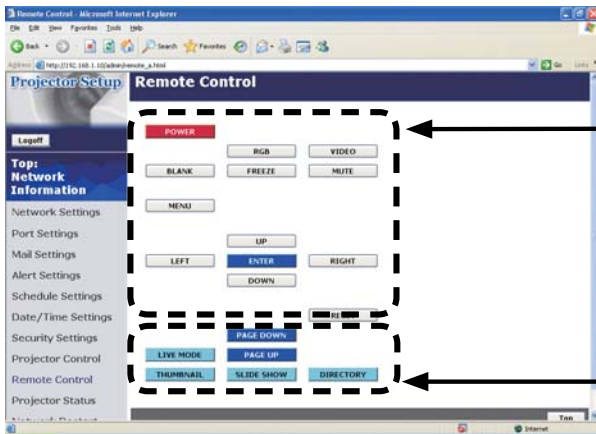 Remote Control - Microsoft Internet Explorer
File Edit View Favorites Tools Help
Back Search Favorites
Address http://192.168.1.10/admin/remote_a.html Go Links
Projector Setup
Remote Control
Logoff
Top:
Network
Information
Network Settings
Port Settings
Mail Settings
Alert Settings
Schedule Settings
Date/Time Settings
Security Settings
Projector Control
Remote Control
Projector Status
POWER
RGB VIDEO
BLANK FREEZE MUTE
MENU
UP
LEFT ENTER RIGHT
DOWN
PAGE DOWN
LIVE MODE PAGE UP
THUMBNAIL SLIDE SHOW DIRECTORY
Top
Internet